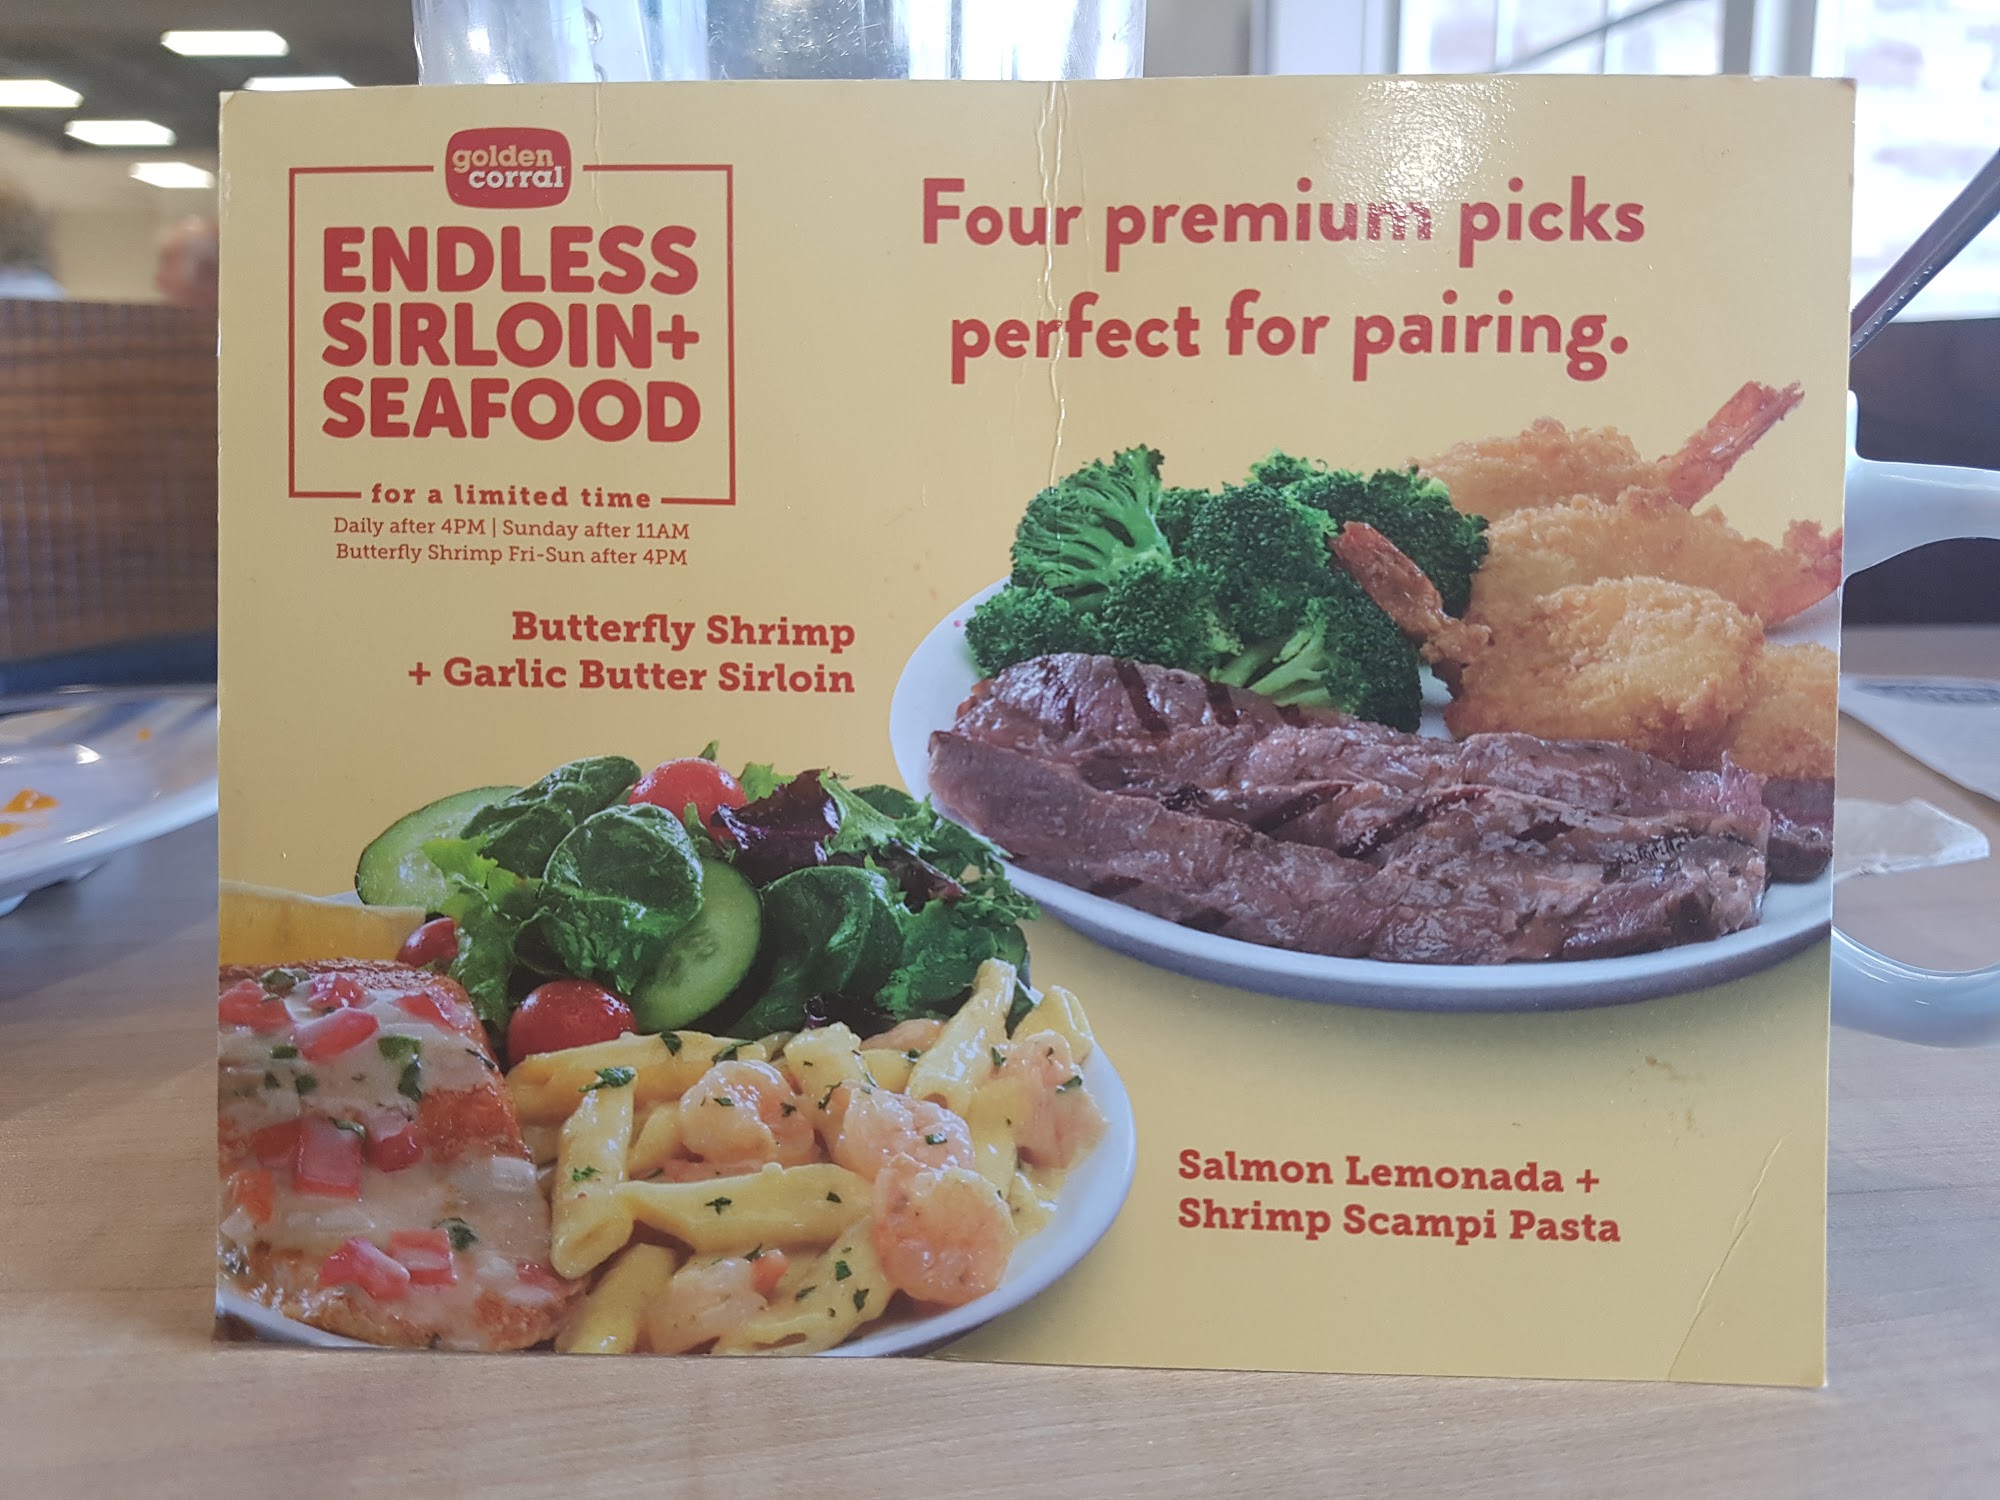 golden
corral
ENDLESS
SIRLOIN+
SEAFOOD
for a limited time
Daily after 4PM | Sunday after 11AM
Butterfly Shrimp Fri-Sun after 4PM
Four premium picks
perfect for pairing.
Butterfly Shrimp
+ Garlic Butter Sirloin
Salmon Lemonada +
Shrimp Scampi Pasta